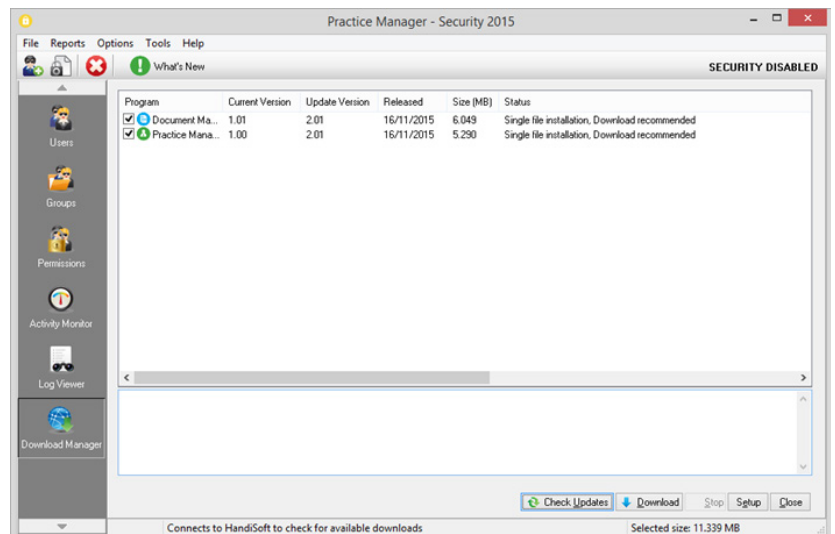 Practice Manager - Security 2015
File Reports Options Tools Help
What's New SECURITY DISABLED
Program Current Version Update Version Released Size (MB) Status
Document Ma... 1.01 2.01 16/11/2015 6.049 Single file installation, Download recommended
Practice Mana... 1.00 2.01 16/11/2015 5.290 Single file installation, Download recommended
Users
Groups
Permissions
Activity Monitor
Log Viewer
Download Manager
Check Updates Download Stop Setup Close
Connects to HandiSoft to check for available downloads Selected size: 11.339 MB